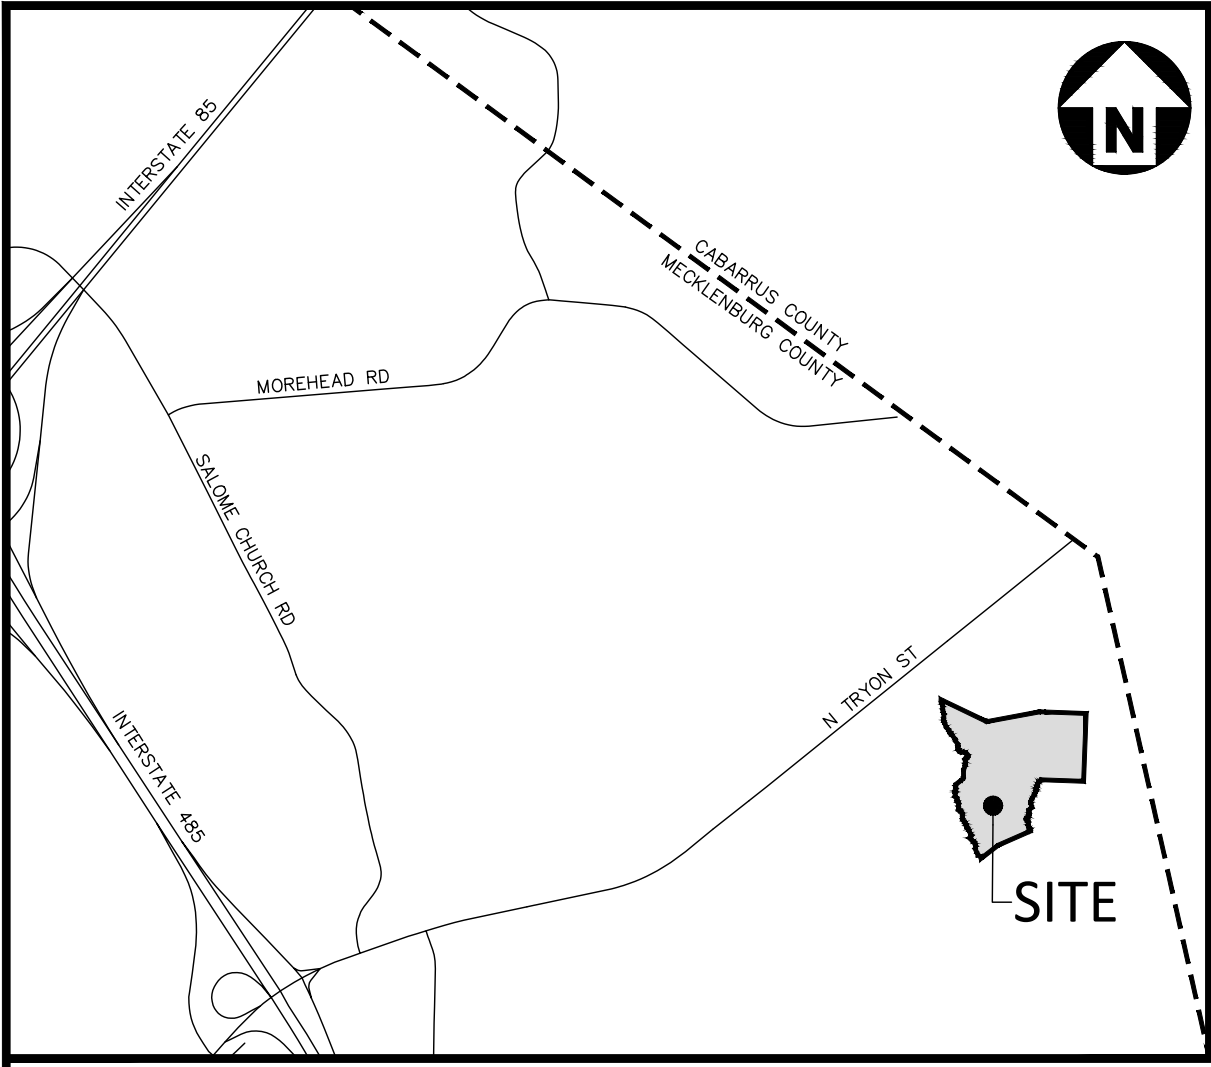 INTERSTATE 85
N
CABARRUS COUNTY
MECKLENBURG COUNTY
MOREHEAD RD
SALOME CHURCH RD
N TRYON ST
INTERSTATE 485
SITE